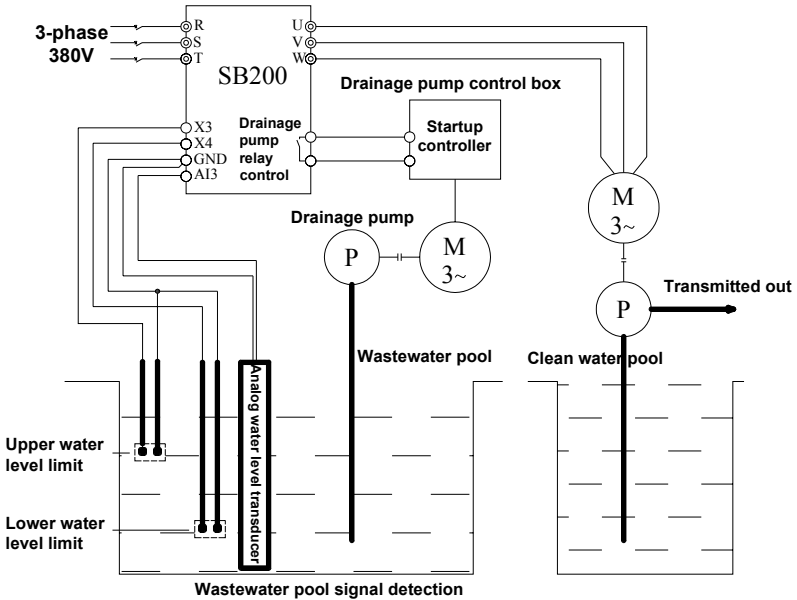 3-phase
380V
R
S
T
SB200
U
V
W
X3
X4
GND
AI3
Drainage
pump
relay
control
Drainage pump control box
Startup
controller
Drainage pump
P
M
3~
M
3~
P
Transmitted out
Wastewater pool
Clean water pool
Analog water level transducer
Upper water
level limit
Lower water
level limit
Wastewater pool signal detection